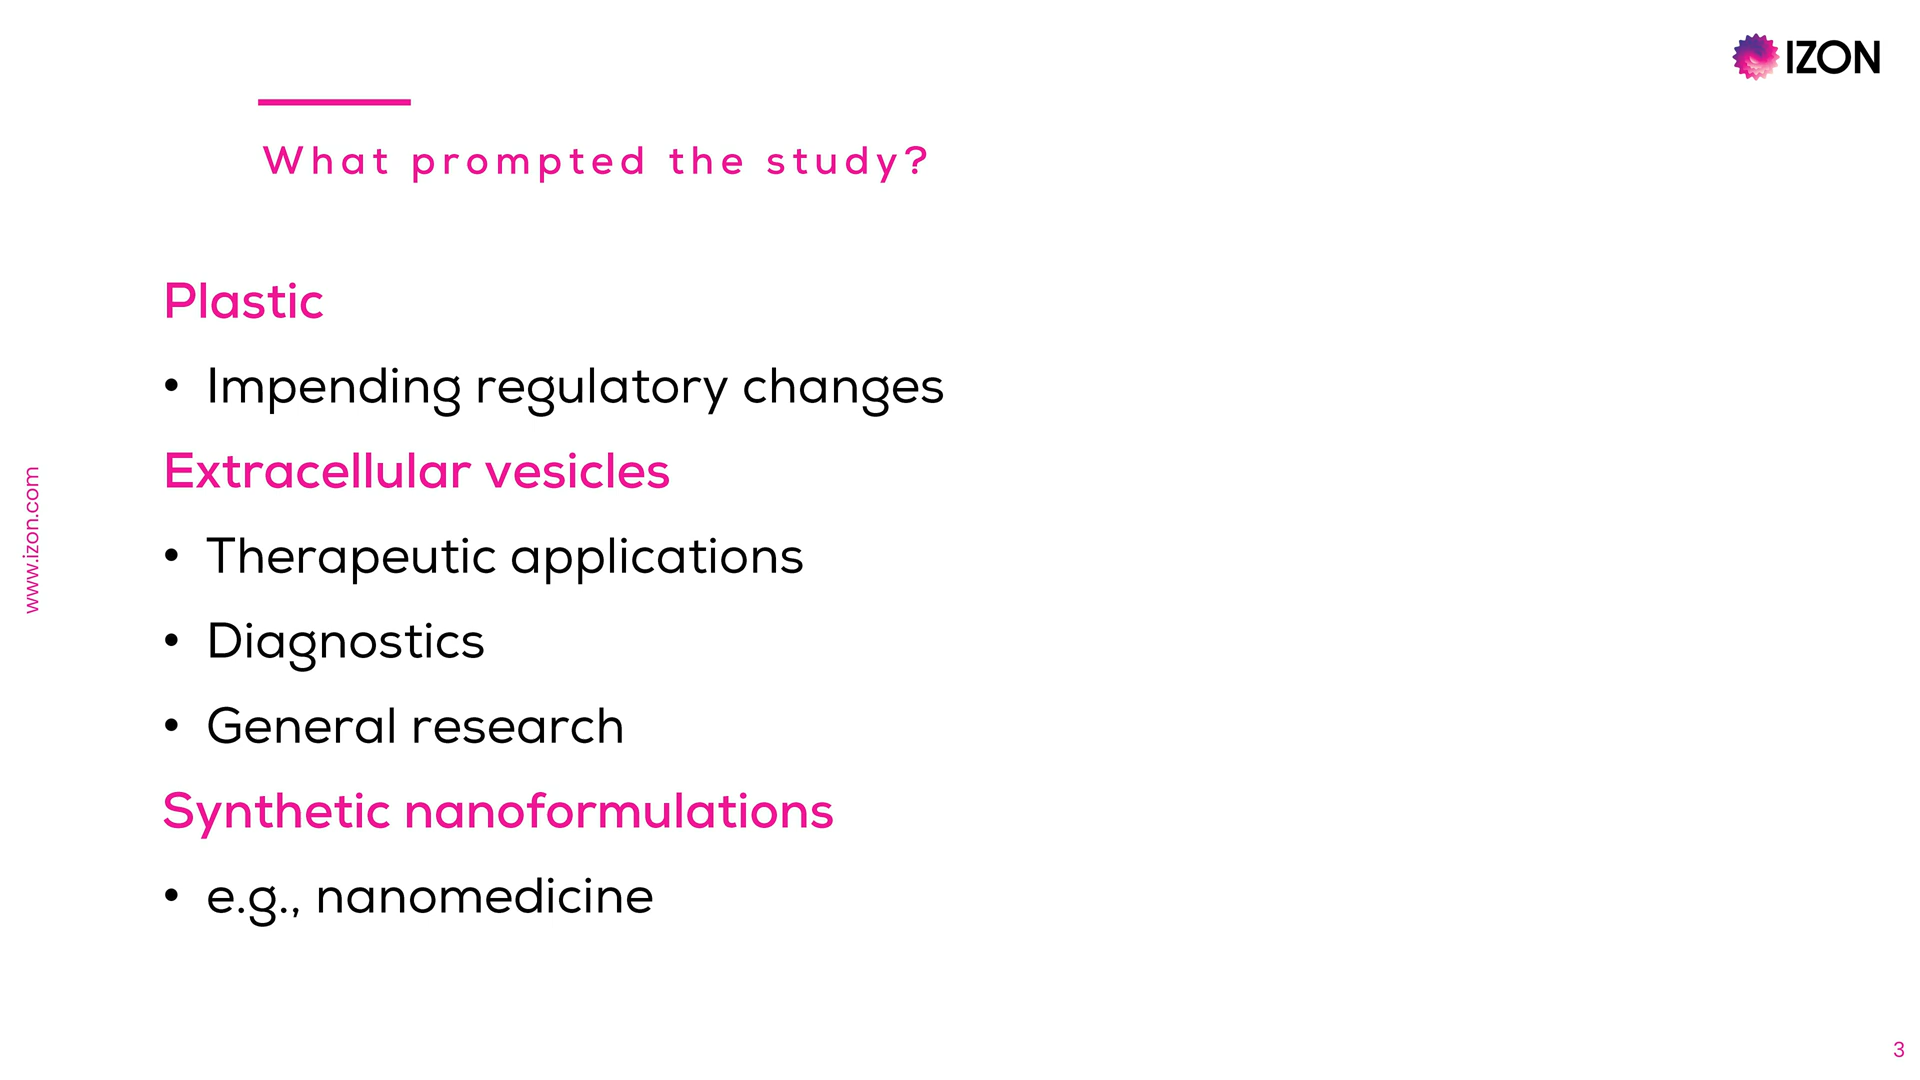 IZON
What prompted the study?
Plastic
• Impending regulatory changes
Extracellular vesicles
• Therapeutic applications
• Diagnostics
• General research
Synthetic nanoformulations
• e.g., nanomedicine
www.izon.com
3